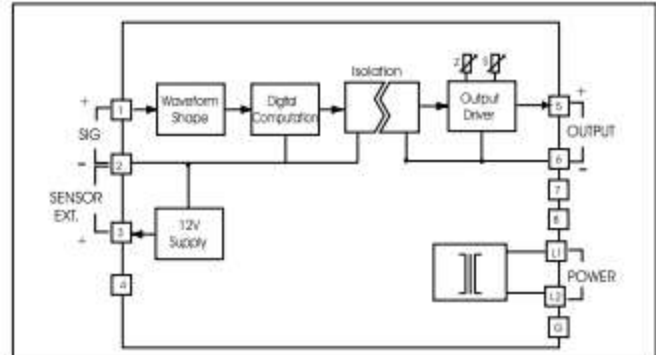 Isolation
Z S
+ 1 Waveform Shape Digital Computation Output Driver 5 +
SIG OUTPUT
- 2 6 -
SENSOR EXT.
7
+ 3 12V Supply 8
4 L1
POWER
L2
G